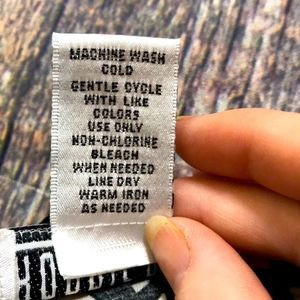 MACHINE WASH
COLD
GENTLE CYCLE
WITH LIKE
COLORS
USE ONLY
NON-CHLORINE
BLEACH
WHEN NEEDED
LINE DRY
WARM IRON
AS NEEDED